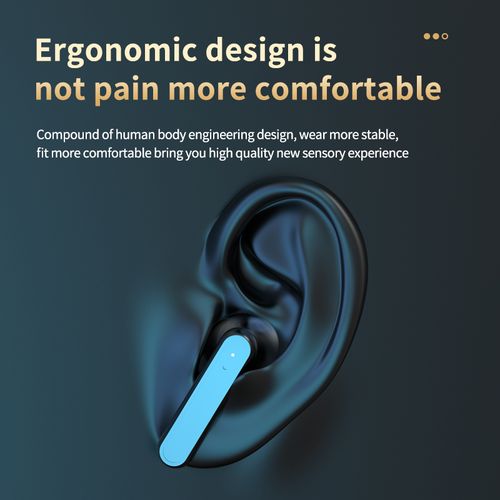 Ergonomic design is
not pain more comfortable
Compound of human body engineering design, wear more stable,
fit more comfortable bring you high quality new sensory experience